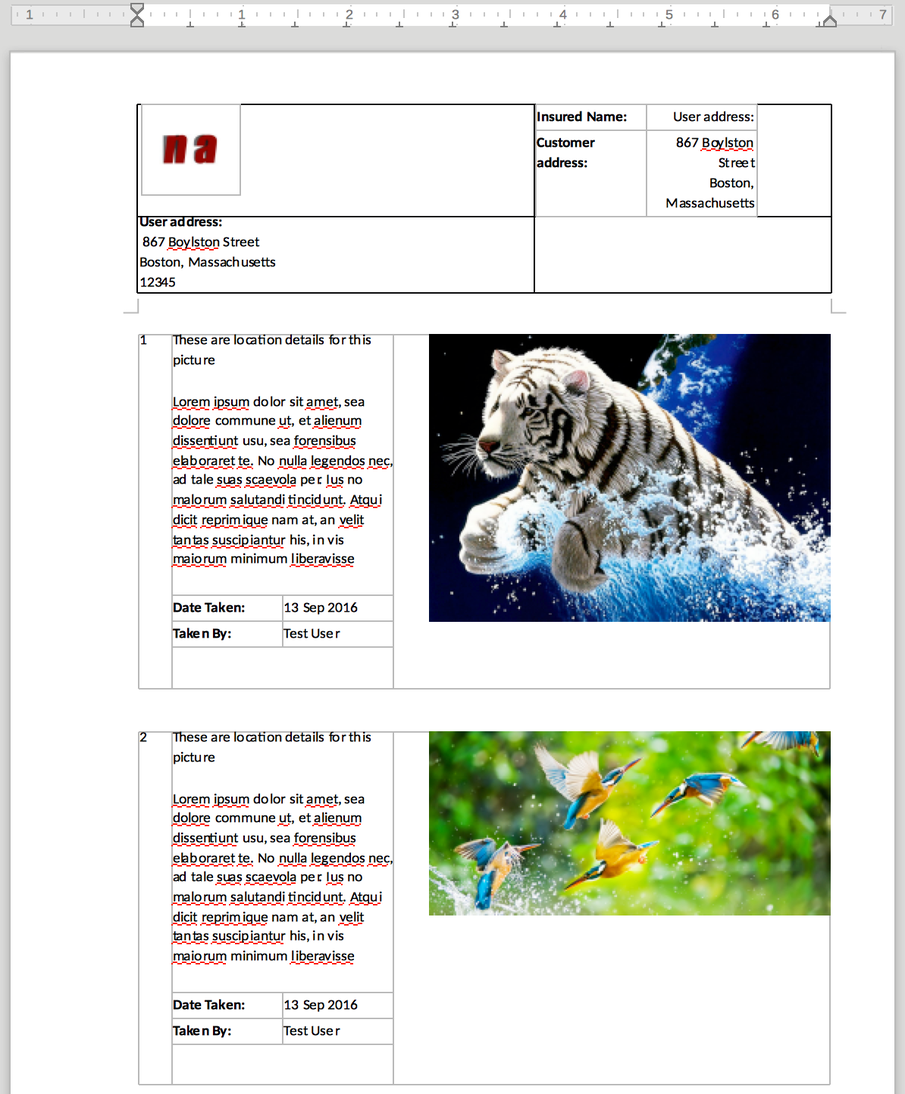 1 1 2 3 4 5 6 7
na
Insured Name: User address:
Customer address: 867 Boylston Street
Boston,
Massachusetts
User address:
867 Boylston Street
Boston, Massachusetts
12345
1 These are location details for this
picture
Lorem ipsum dolor sit amet, sea
dolore commune ut, et alienum
dissentiunt usu, sea forensibus
elaboraret te. No nulla legendos nec,
ad tale suas scaevola per. Ius no
malorum salutandi tincidunt. Atqui
dicit reprimique nam at, an velit
tantas suscipiantur his, in vis
maiorum minimum liberavisse
Date Taken: 13 Sep 2016
Taken By: Test User
2 These are location details for this
picture
Lorem ipsum dolor sit amet, sea
dolore commune ut, et alienum
dissentiunt usu, sea forensibus
elaboraret te. No nulla legendos nec,
ad tale suas scaevola per. Ius no
malorum salutandi tincidunt. Atqui
dicit reprimique nam at, an velit
tantas suscipiantur his, in vis
maiorum minimum liberavisse
Date Taken: 13 Sep 2016
Taken By: Test User